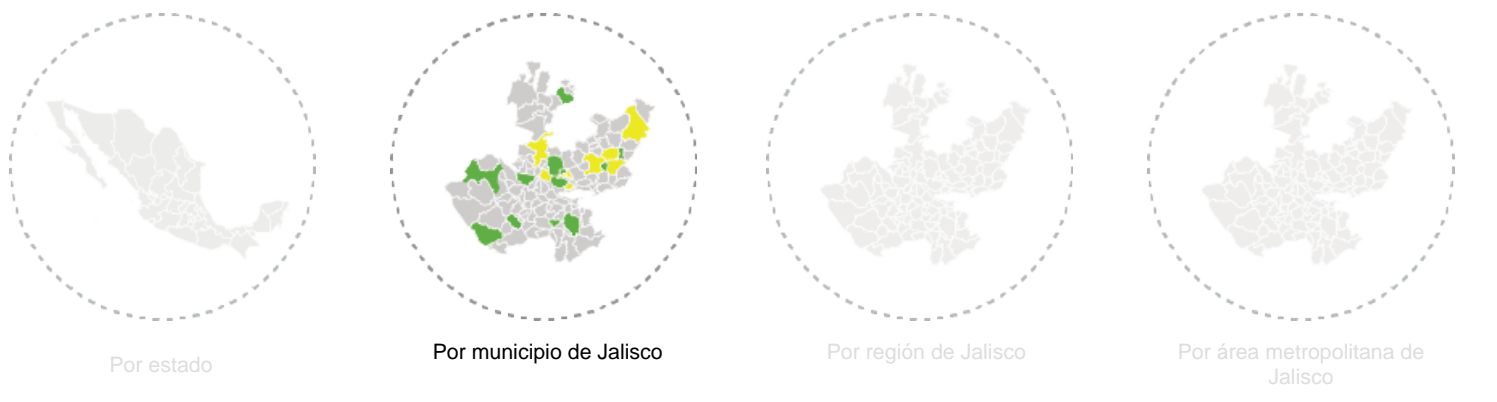 Por estado
Por municipio de Jalisco
Por región de Jalisco
Por área metropolitana de
Jalisco